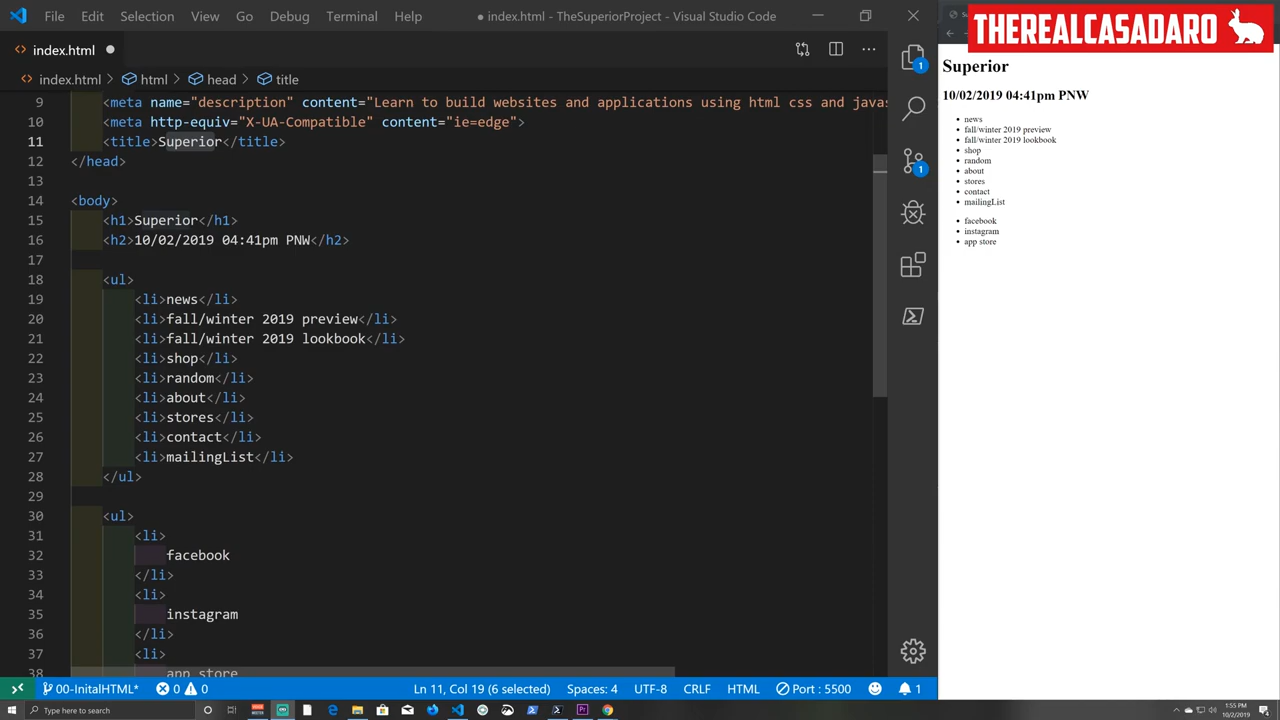 File Edit Selection View Go Debug Terminal Help ● index.html - TheSuperiorProject - Visual Studio Code
THEREALCASADARO
index.html
index.html html head title
9 <meta name="description" content="Learn to build websites and applications using html css and javas
10 <meta http-equiv="X-UA-Compatible" content="ie=edge">
11 <title>Superior</title>
12 </head>
13
14 <body>
15 <h1>Superior</h1>
16 <h2>10/02/2019 04:41pm PNW</h2>
17
18 <ul>
19 <li>news</li>
20 <li>fall/winter 2019 preview</li>
21 <li>fall/winter 2019 lookbook</li>
22 <li>shop</li>
23 <li>random</li>
24 <li>about</li>
25 <li>stores</li>
26 <li>contact</li>
27 <li>mailingList</li>
28 </ul>
29
30 <ul>
31 <li>
32 facebook
33 </li>
34 <li>
35 instagram
36 </li>
37 <li>
38 app store
1
1
Superior
10/02/2019 04:41pm PNW
news
fall/winter 2019 preview
fall/winter 2019 lookbook
shop
random
about
stores
contact
mailingList
facebook
instagram
app store
00-InitalHTML* 0 0 Ln 11, Col 19 (6 selected) Spaces: 4 UTF-8 CRLF HTML Port : 5500 1
Type here to search
1:55 PM
10/2/2019